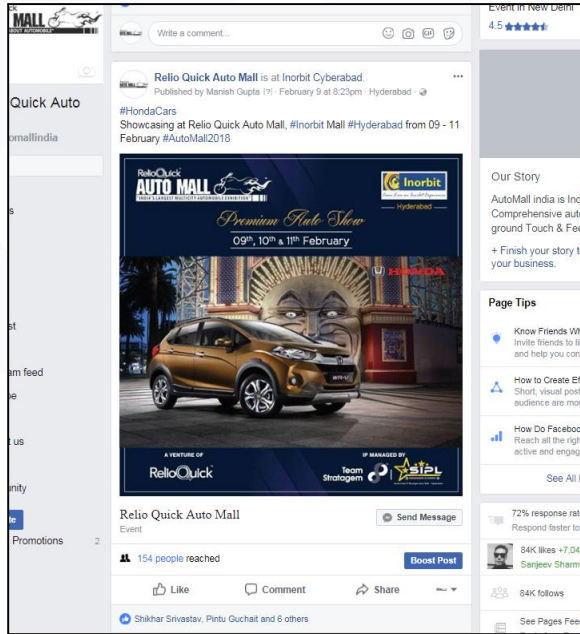 ck
MALL
ABOUT AUTOMOBILE"
Quick Auto
omallindia
s
st
am feed
be
t us
unity
te
Promotions 2
Write a comment...
GIF
Relio Quick Auto Mall is at Inorbit Cyberabad.
Published by Manish Gupta [?] · February 9 at 8:23pm · Hyderabad ·
#HondaCars
Showcasing at Relio Quick Auto Mall, #Inorbit Mall #Hyderabad from 09 - 11
February #AutoMall2018
RelioQuick
AUTO MALL
"INDIA'S LARGEST MULTICITY AUTOMOBILE EXHIBITION"
Inorbit
Hyderabad
Premium Auto Show
09th, 10th & 11th February
HONDA
WR-V
A VENTURE OF
RelioQuick
IP MANAGED BY
Team
Stratagem
SIPL
Relio Quick Auto Mall
Event
Send Message
154 people reached
Boost Post
Like
Comment
Share
Shikhar Srivastav, Pintu Guchait and 6 others
Event in New Delhi
4.5
Our Story
AutoMall india is Ind
Comprehensive auto
ground Touch & Fee
+ Finish your story t
your business.
Page Tips
Know Friends Wh
Invite friends to li
and help you con
How to Create Ef
Short, visual post
audience are mor
How Do Faceboo
Reach all the righ
active and engag
See All
72% response rat
Respond faster to
84K likes +7,04
Sanjeev Sharm
84K follows
See Pages Fee